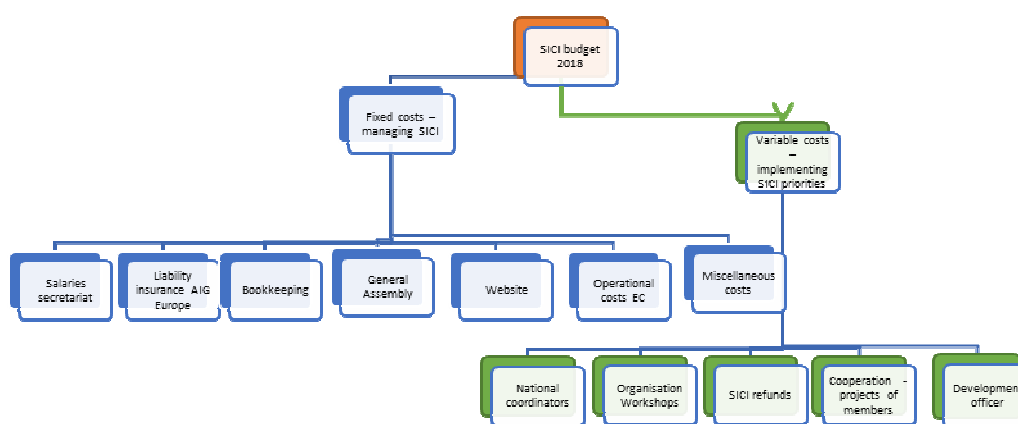 SICI budget
2018
Fixed costs –
managing SICI
Variable costs
–
implementing
SICI priorities
Salaries
secretariat
Liability
insurance AIG
Europe
Bookkeeping
General
Assembly
Website
Operational
costs EC
Miscellaneous
costs
National
coordinators
Organisation
Workshops
SICI refunds
Cooperation -
projects of
members
Developmen
officer